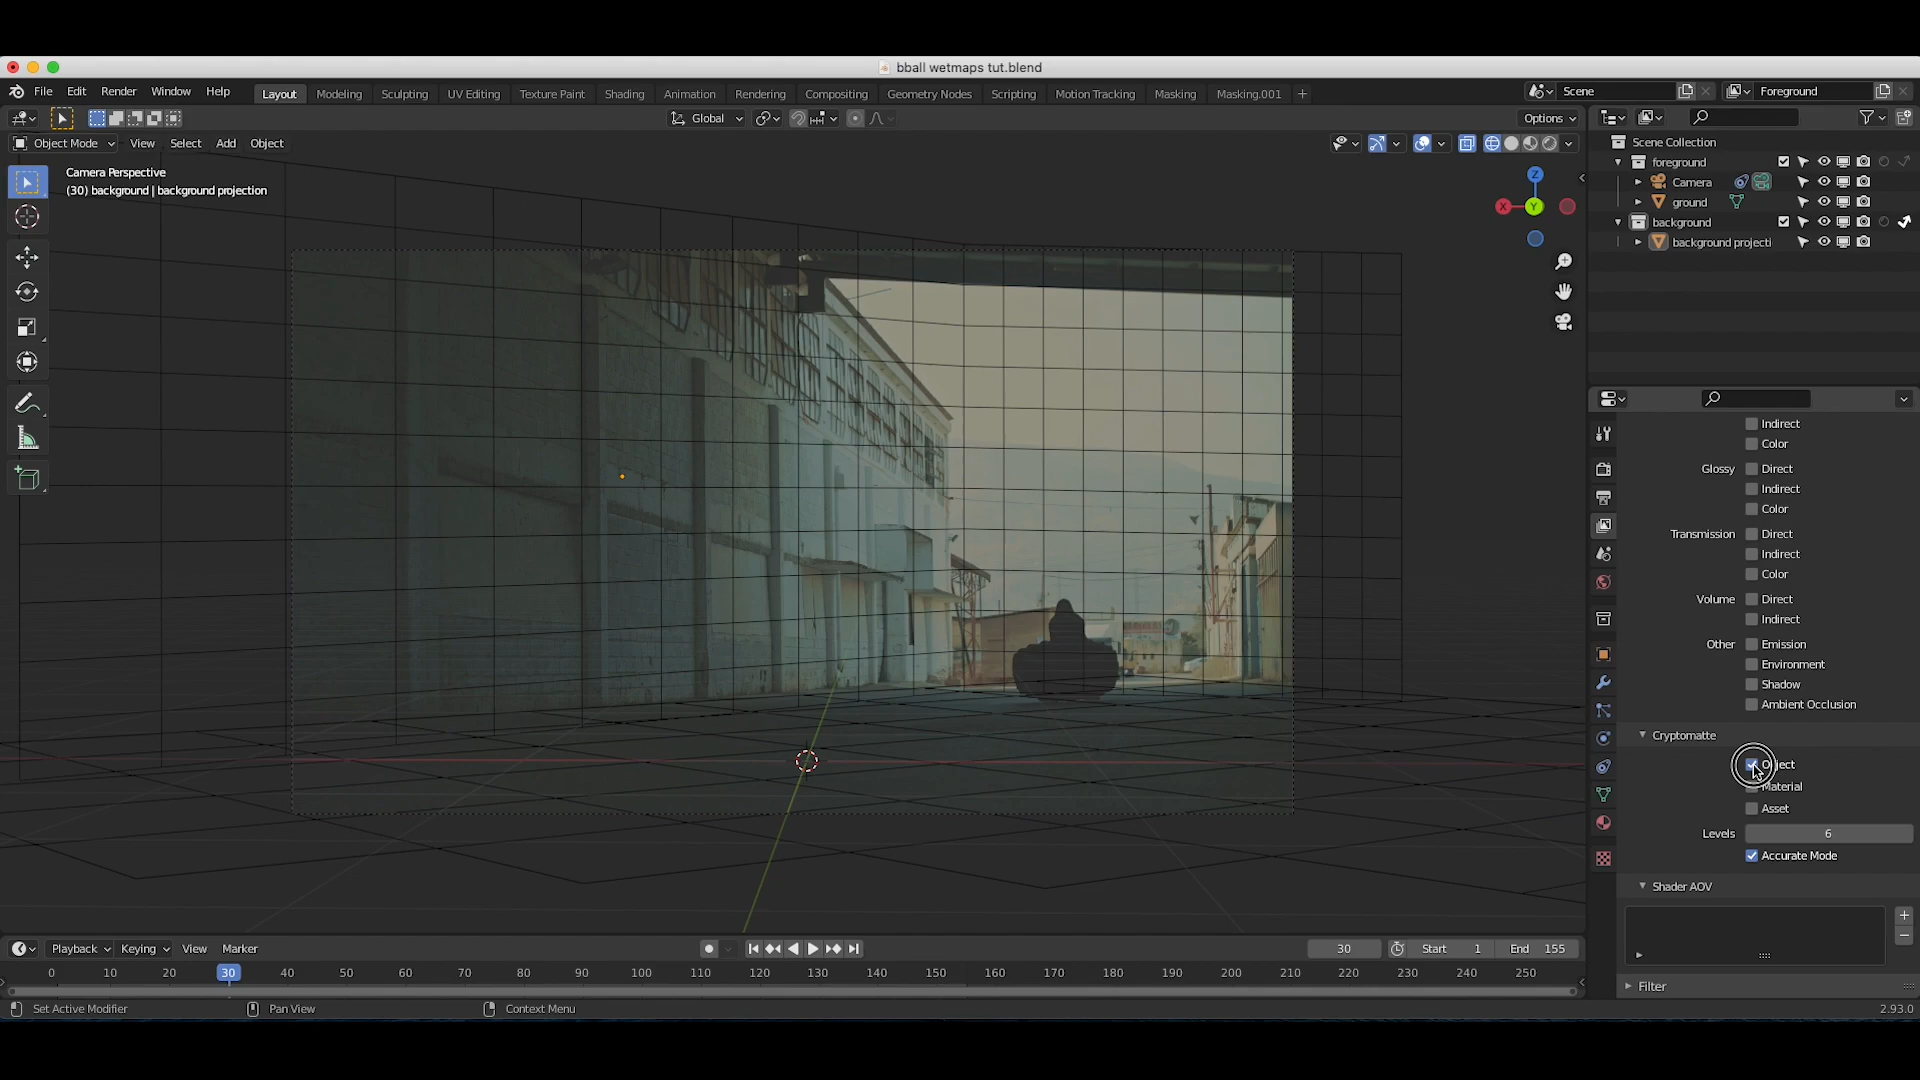 bball wetmaps tut.blend
File Edit Render Window Help Layout Modeling Sculpting UV Editing Texture Paint Shading Animation Rendering Compositing Geometry Nodes Scripting Motion Tracking Masking Masking.001 + Scene Foreground
Global Options
Object Mode View Select Add Object
Camera Perspective
(30) background | background projection
Z
X Y
Scene Collection
foreground
Camera
ground
background
background projecti
Indirect
Color
Glossy Direct
Indirect
Color
Transmission Direct
Indirect
Color
Volume Direct
Indirect
Other Emission
Environment
Shadow
Ambient Occlusion
Cryptomatte
Object
Material
Asset
Levels 6
Accurate Mode
Shader AOV
Filter
Playback Keying View Marker 30 Start 1 End 155
0 10 20 30 40 50 60 70 80 90 100 110 120 130 140 150 160 170 180 190 200 210 220 230 240 250
Set Active Modifier Pan View Context Menu 2.93.0